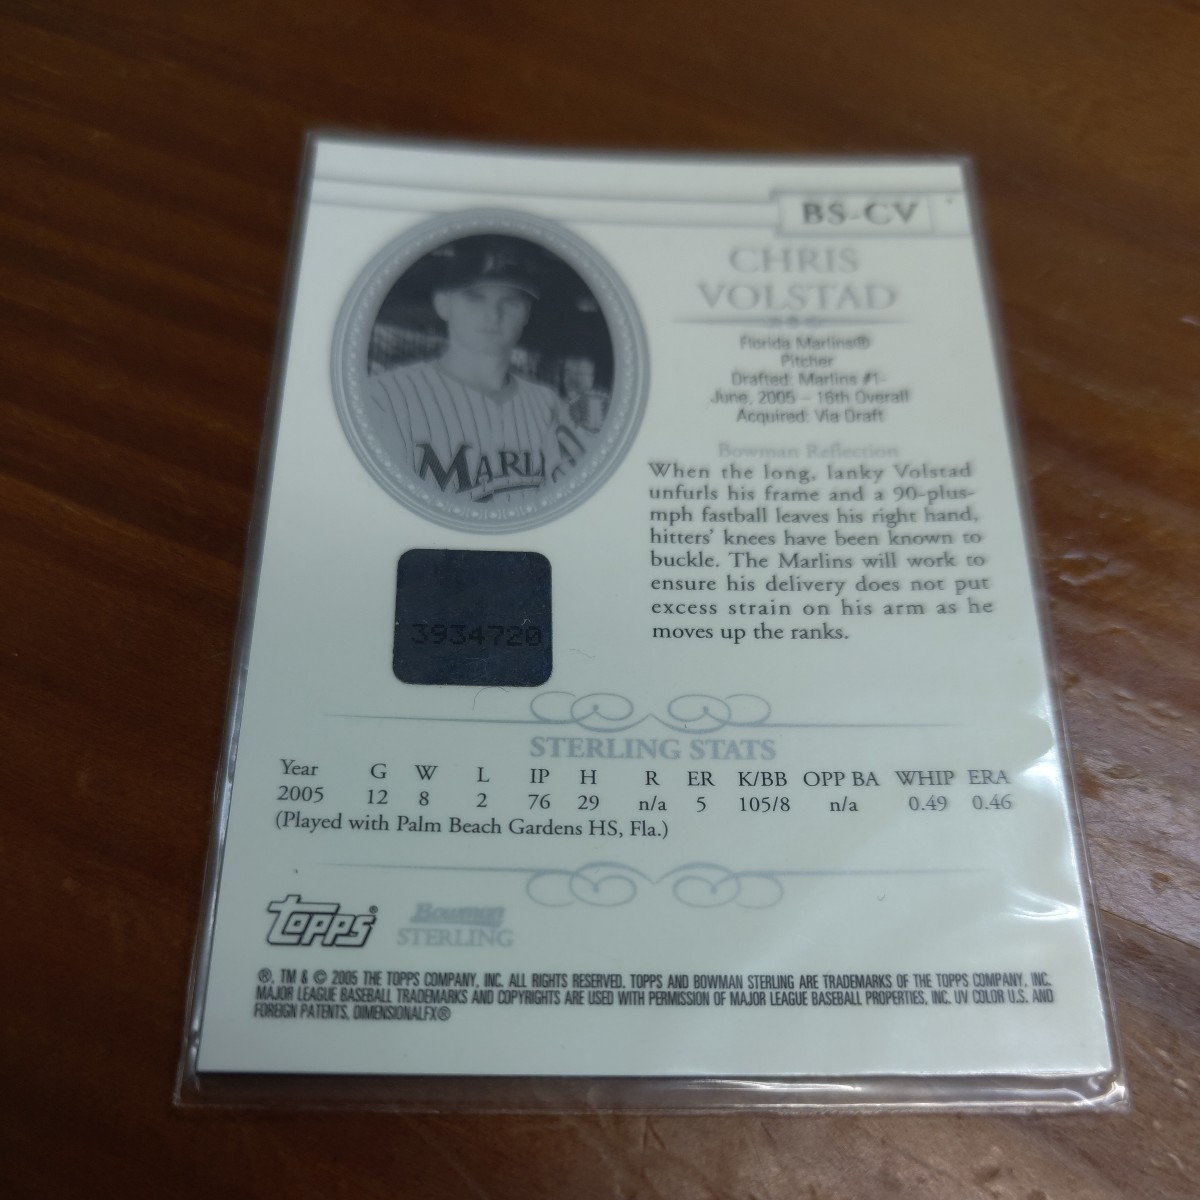 BS-CV
CHRIS
VOLSTAD
Florida Marlins®
Pitcher
Drafted: Marlins #1-
June, 2005 – 16th Overall
Acquired: Via Draft
Bowman Reflection
When the long, lanky Volstad
unfurls his frame and a 90-plus-
mph fastball leaves his right hand,
hitters' knees have been known to
buckle. The Marlins will work to
ensure his delivery does not put
excess strain on his arm as he
moves up the ranks.
MARLI
3934720
STERLING STATS
Year G W L IP H R ER K/BB OPP BA WHIP ERA
2005 12 8 2 76 29 n/a 5 105/8 n/a 0.49 0.46
(Played with Palm Beach Gardens HS, Fla.)
Topps® Bowman
STERLING
®, TM & © 2005 THE TOPPS COMPANY, INC. ALL RIGHTS RESERVED. TOPPS AND BOWMAN STERLING ARE TRADEMARKS OF THE TOPPS COMPANY, INC.
MAJOR LEAGUE BASEBALL TRADEMARKS AND COPYRIGHTS ARE USED WITH PERMISSION OF MAJOR LEAGUE BASEBALL PROPERTIES, INC. UV COLOR U.S. AND
FOREIGN PATENTS, DIMENSIONALFX®